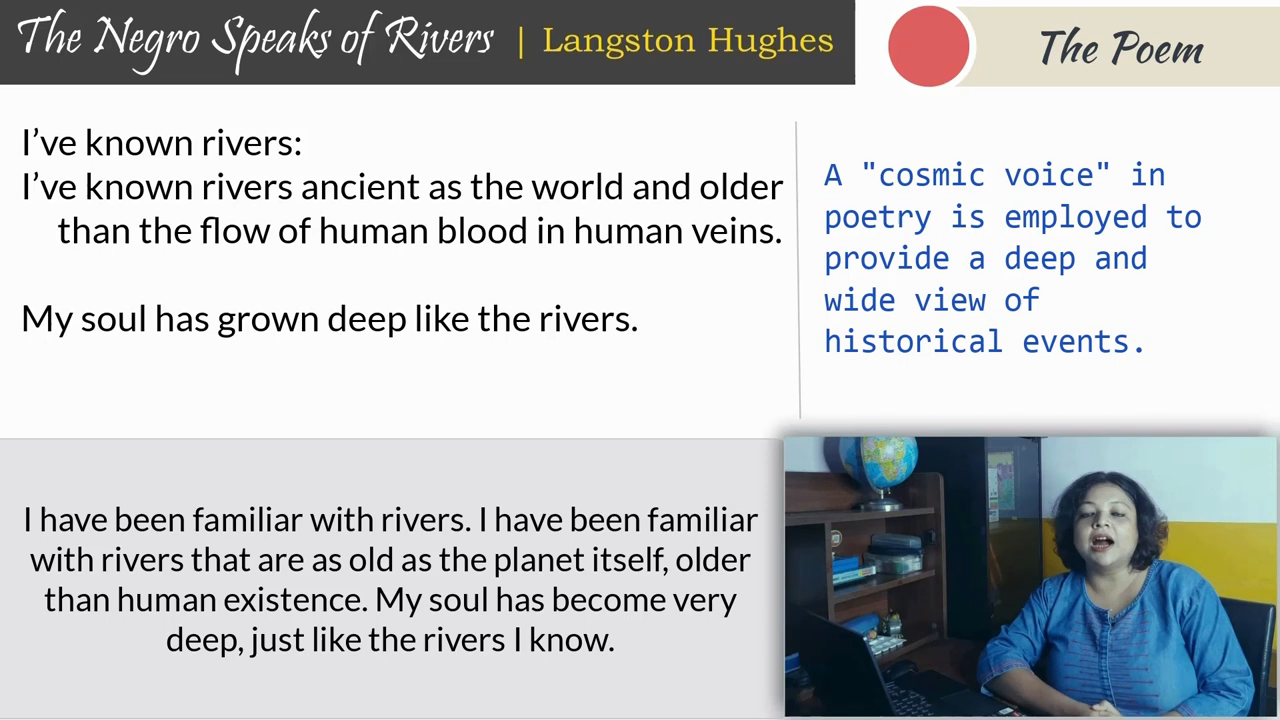 The Negro Speaks of Rivers | Langston Hughes
The Poem
I’ve known rivers:
I’ve known rivers ancient as the world and older
than the flow of human blood in human veins.
My soul has grown deep like the rivers.
A "cosmic voice" in
poetry is employed to
provide a deep and
wide view of
historical events.
I have been familiar with rivers. I have been familiar
with rivers that are as old as the planet itself, older
than human existence. My soul has become very
deep, just like the rivers I know.